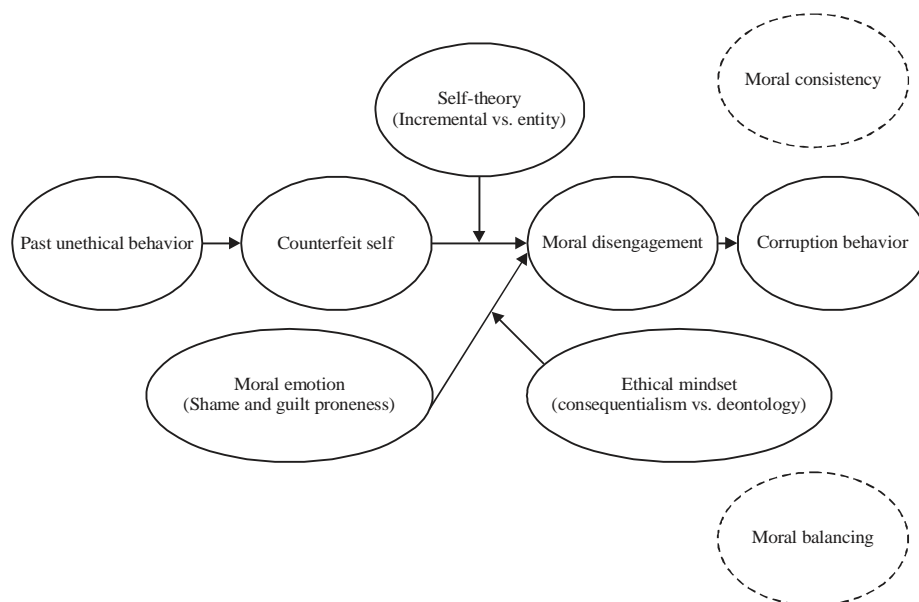 Moral consistency
Self-theory
(Incremental vs. entity)
Past unethical behavior
Counterfeit self
Moral disengagement
Corruption behavior
Moral emotion
(Shame and guilt proneness)
Ethical mindset
(consequentialism vs. deontology)
Moral balancing